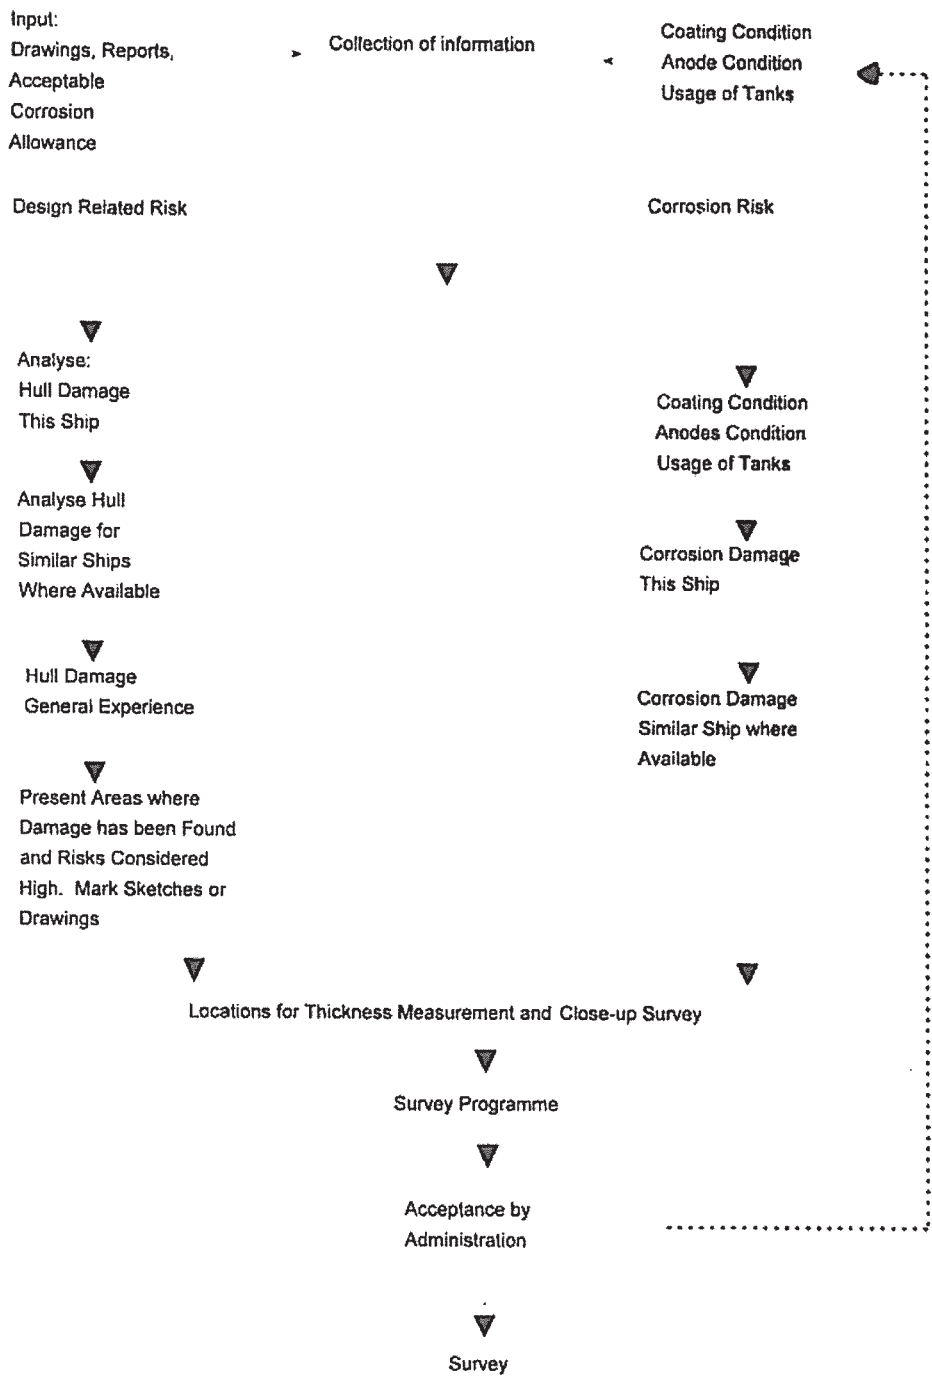 Input:
Drawings, Reports,
Acceptable
Corrosion
Allowance
Collection of information
Coating Condition
Anode Condition
Usage of Tanks
Design Related Risk
Corrosion Risk
Analyse:
Hull Damage
This Ship
Analyse Hull
Damage for
Similar Ships
Where Available
Hull Damage
General Experience
Present Areas where
Damage has been Found
and Risks Considered
High. Mark Sketches or
Drawings
Coating Condition
Anodes Condition
Usage of Tanks
Corrosion Damage
This Ship
Corrosion Damage
Similar Ship where
Available
Locations for Thickness Measurement and Close-up Survey
Survey Programme
Acceptance by
Administration
Survey